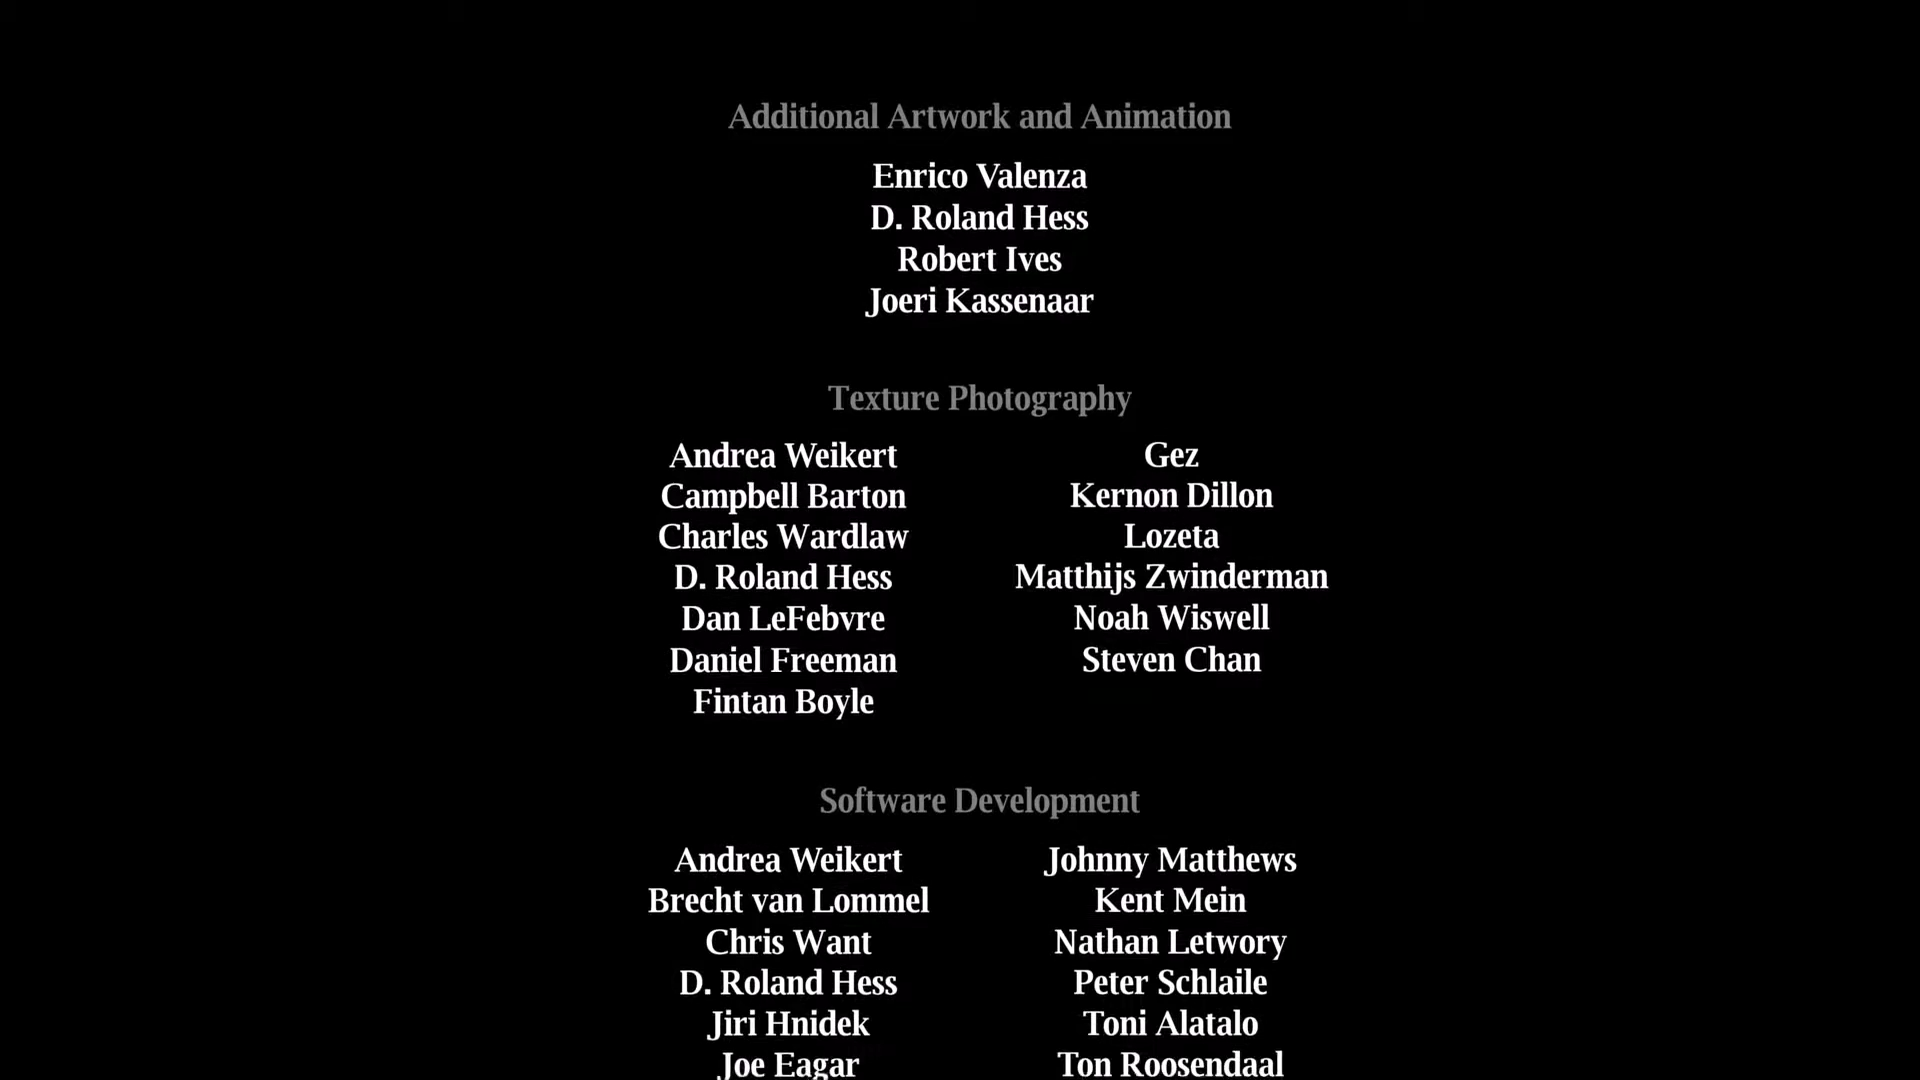 Additional Artwork and Animation
Enrico Valenza
D. Roland Hess
Robert Ives
Joeri Kassenaar
Texture Photography
Andrea Weikert
Campbell Barton
Charles Wardlaw
D. Roland Hess
Dan LeFebvre
Daniel Freeman
Fintan Boyle
Gez
Kernon Dillon
Lozeta
Matthijs Zwinderman
Noah Wiswell
Steven Chan
Software Development
Andrea Weikert
Brecht van Lommel
Chris Want
D. Roland Hess
Jiri Hnidek
Joe Eagar
Johnny Matthews
Kent Mein
Nathan Letwory
Peter Schlaile
Toni Alatalo
Ton Roosendaal